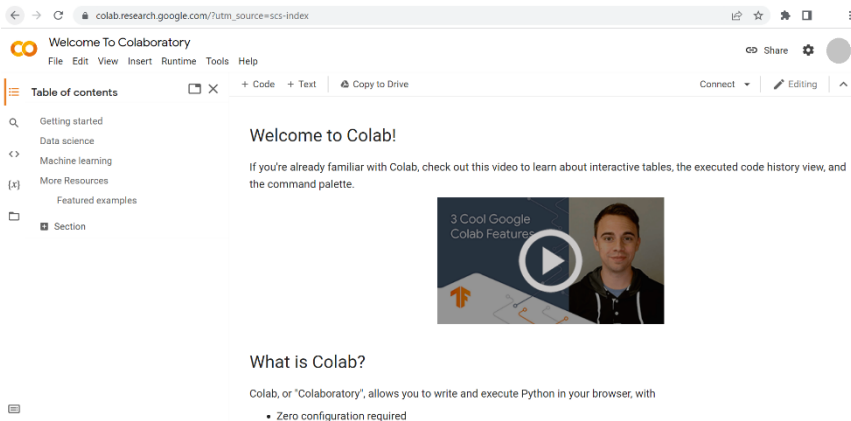 colab.research.google.com/?utm_source=scs-index
Welcome To Colaboratory
File Edit View Insert Runtime Tools Help
Share
Table of contents
+ Code + Text Copy to Drive
Connect Editing
Getting started
Data science
Machine learning
More Resources
Featured examples
Section
{x}
Welcome to Colab!
If you're already familiar with Colab, check out this video to learn about interactive tables, the executed code history view, and
the command palette.
3 Cool Google
Colab Features
What is Colab?
Colab, or "Colaboratory", allows you to write and execute Python in your browser, with
• Zero configuration required